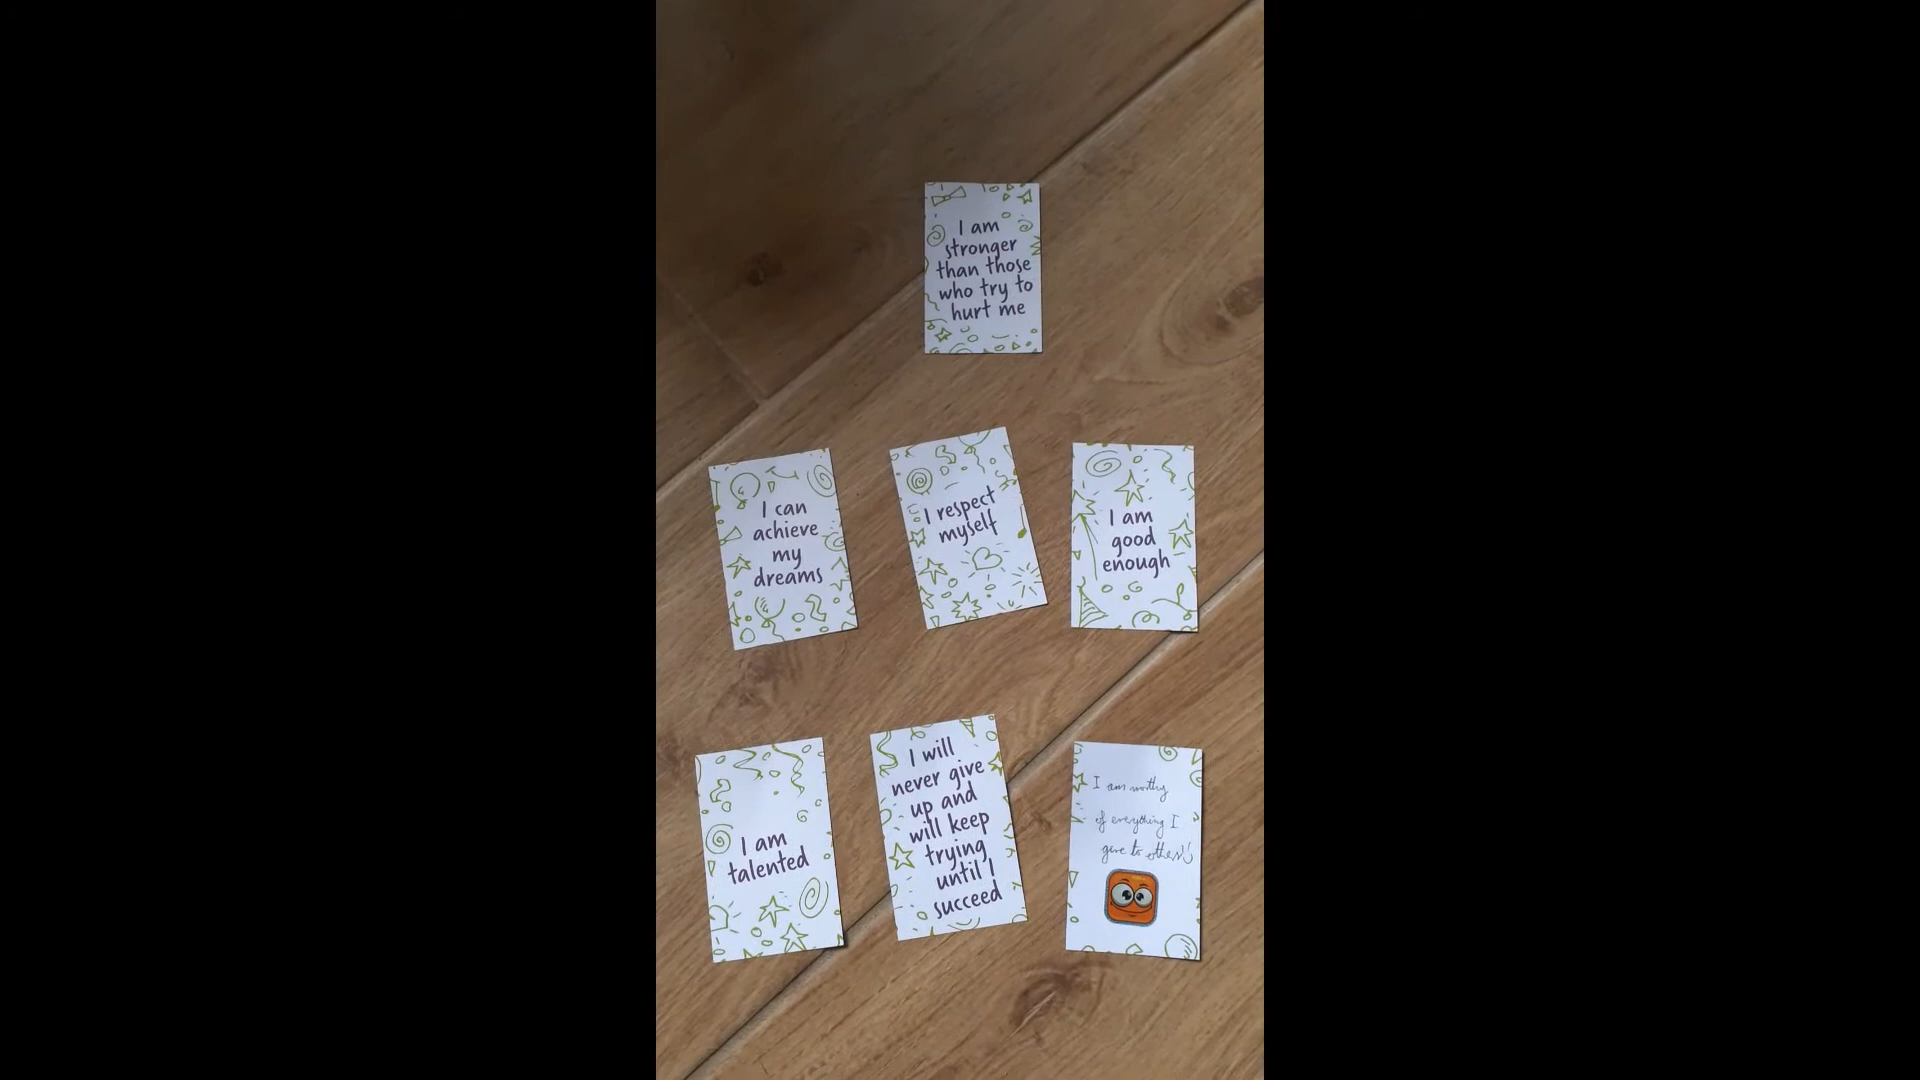 I am
stronger
than those
who try to
hurt me
I can
achieve
my
dreams
I respect
myself
I am
good
enough
I am
talented
I will
never give
up and
will keep
trying
until I
succeed
I am worthy
of everything I
give to others